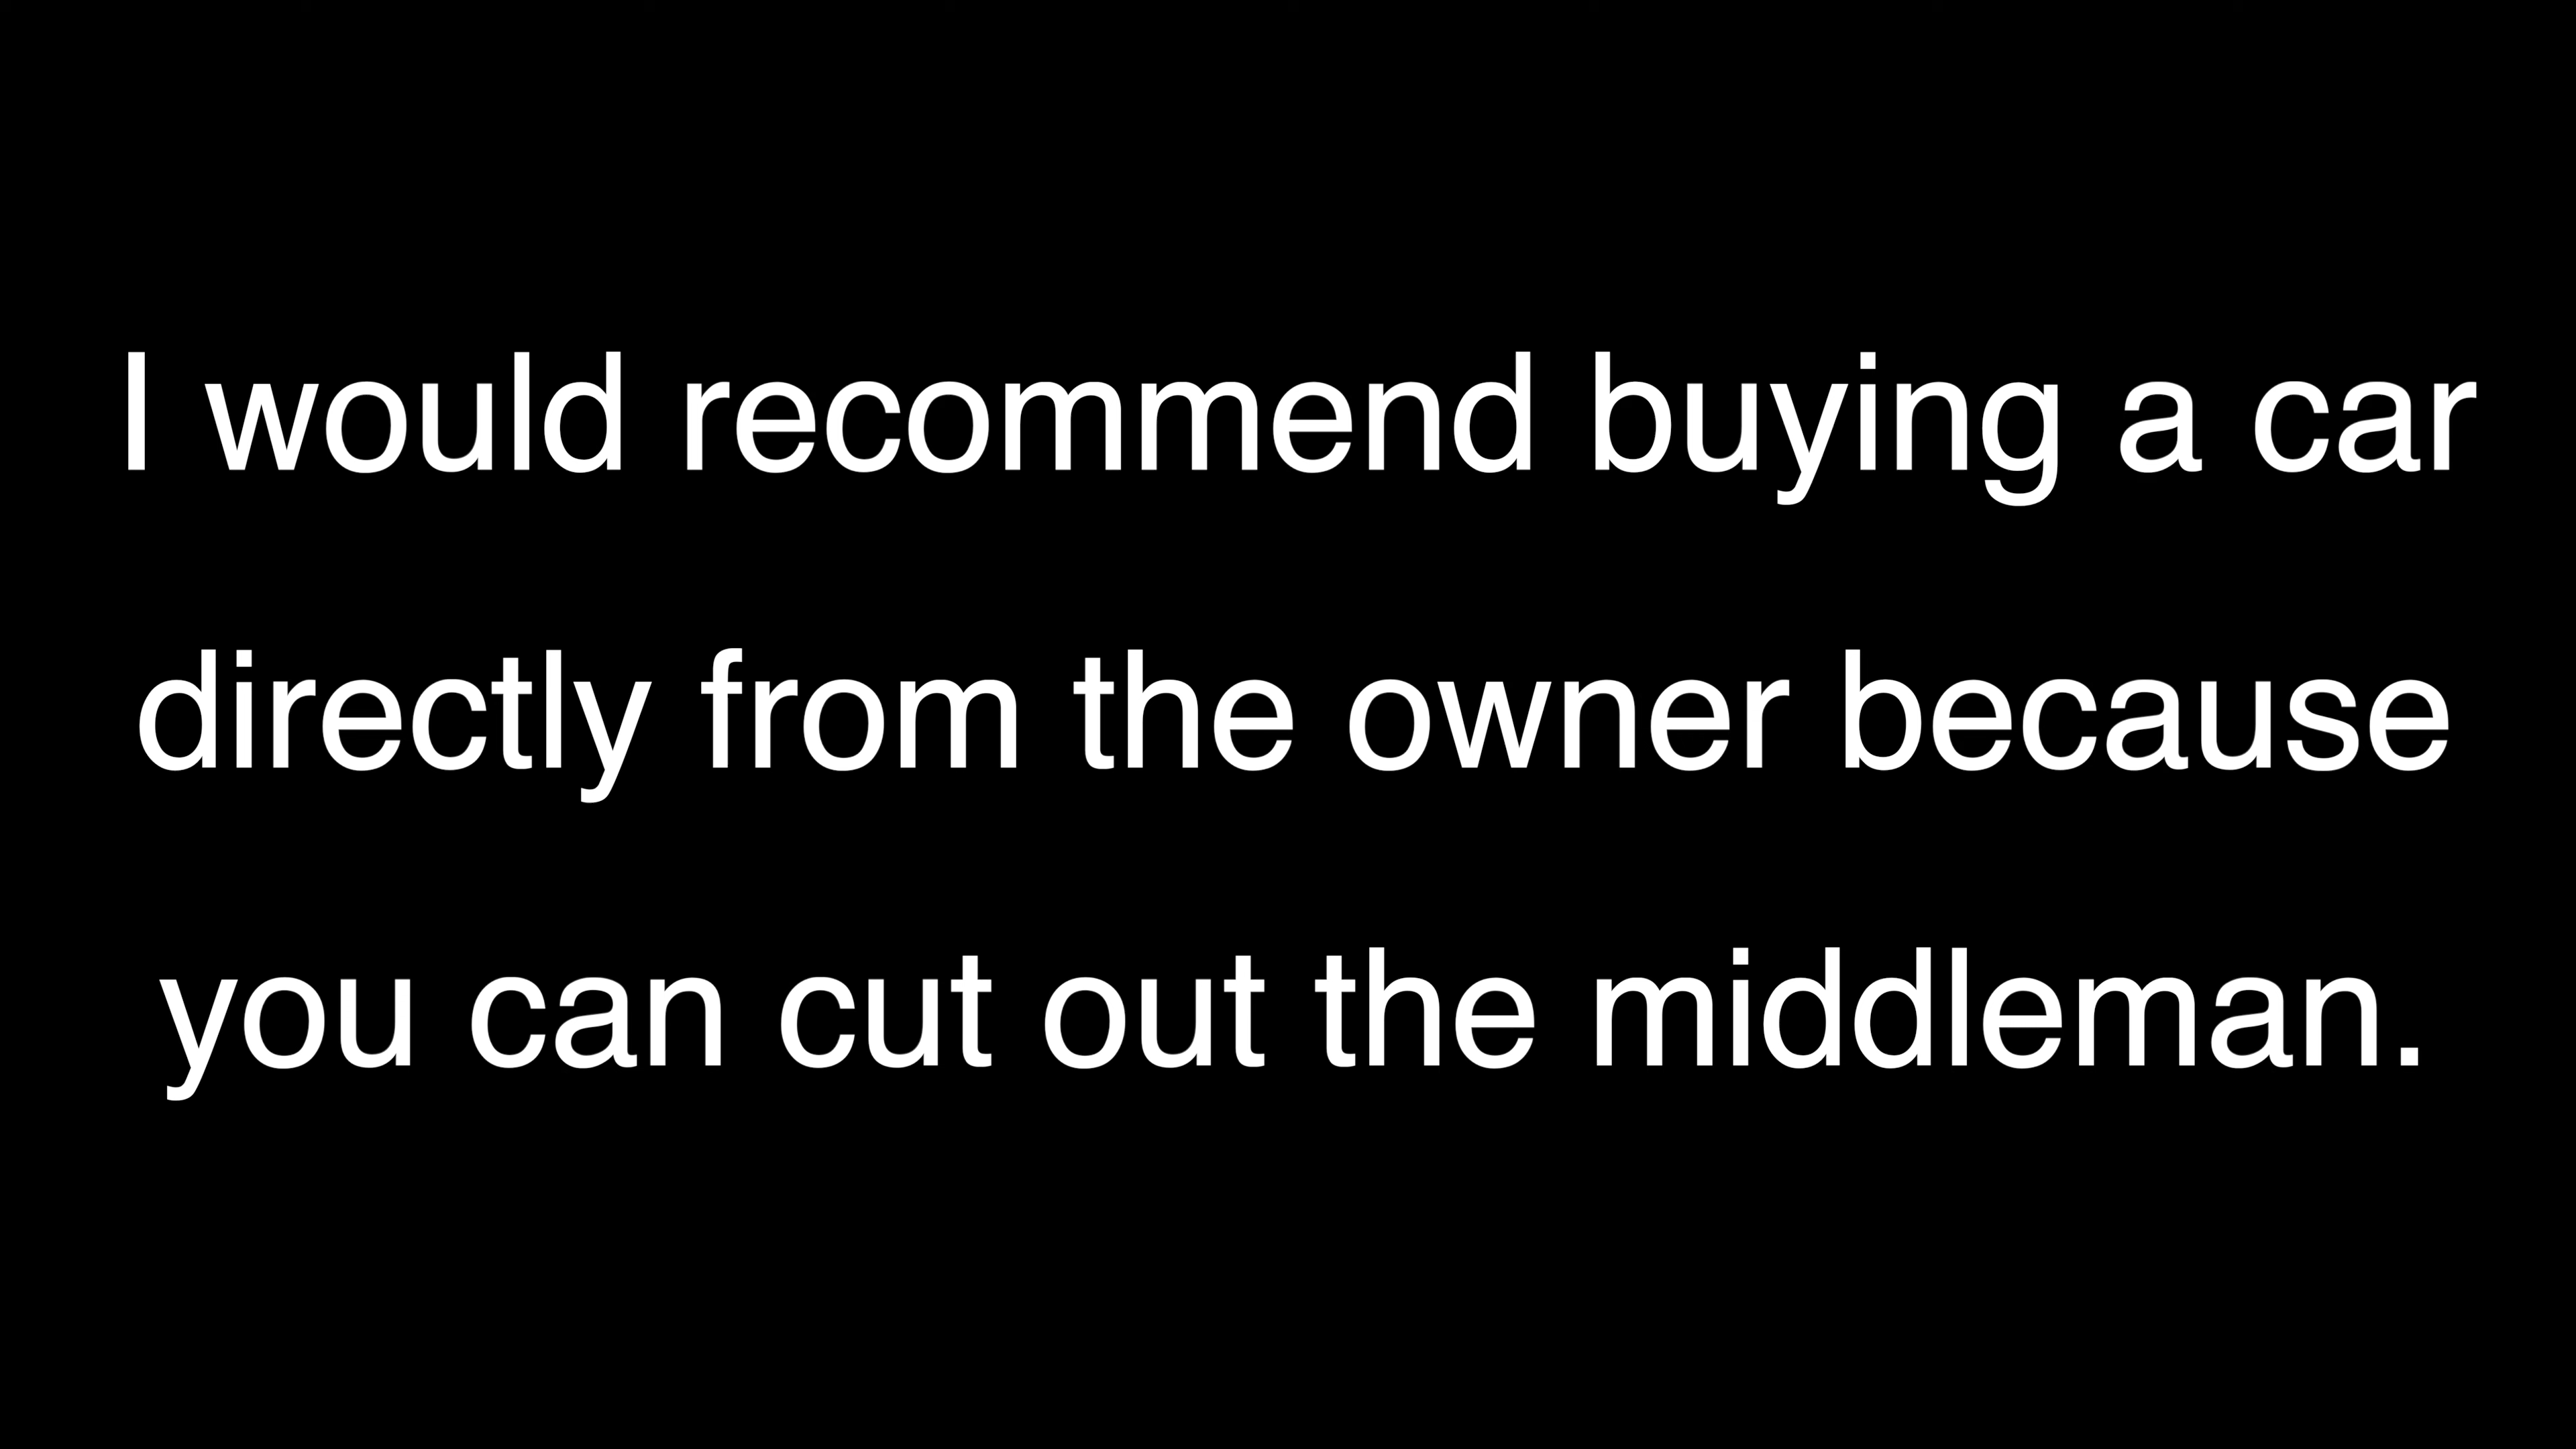 I would recommend buying a car
directly from the owner because
you can cut out the middleman.